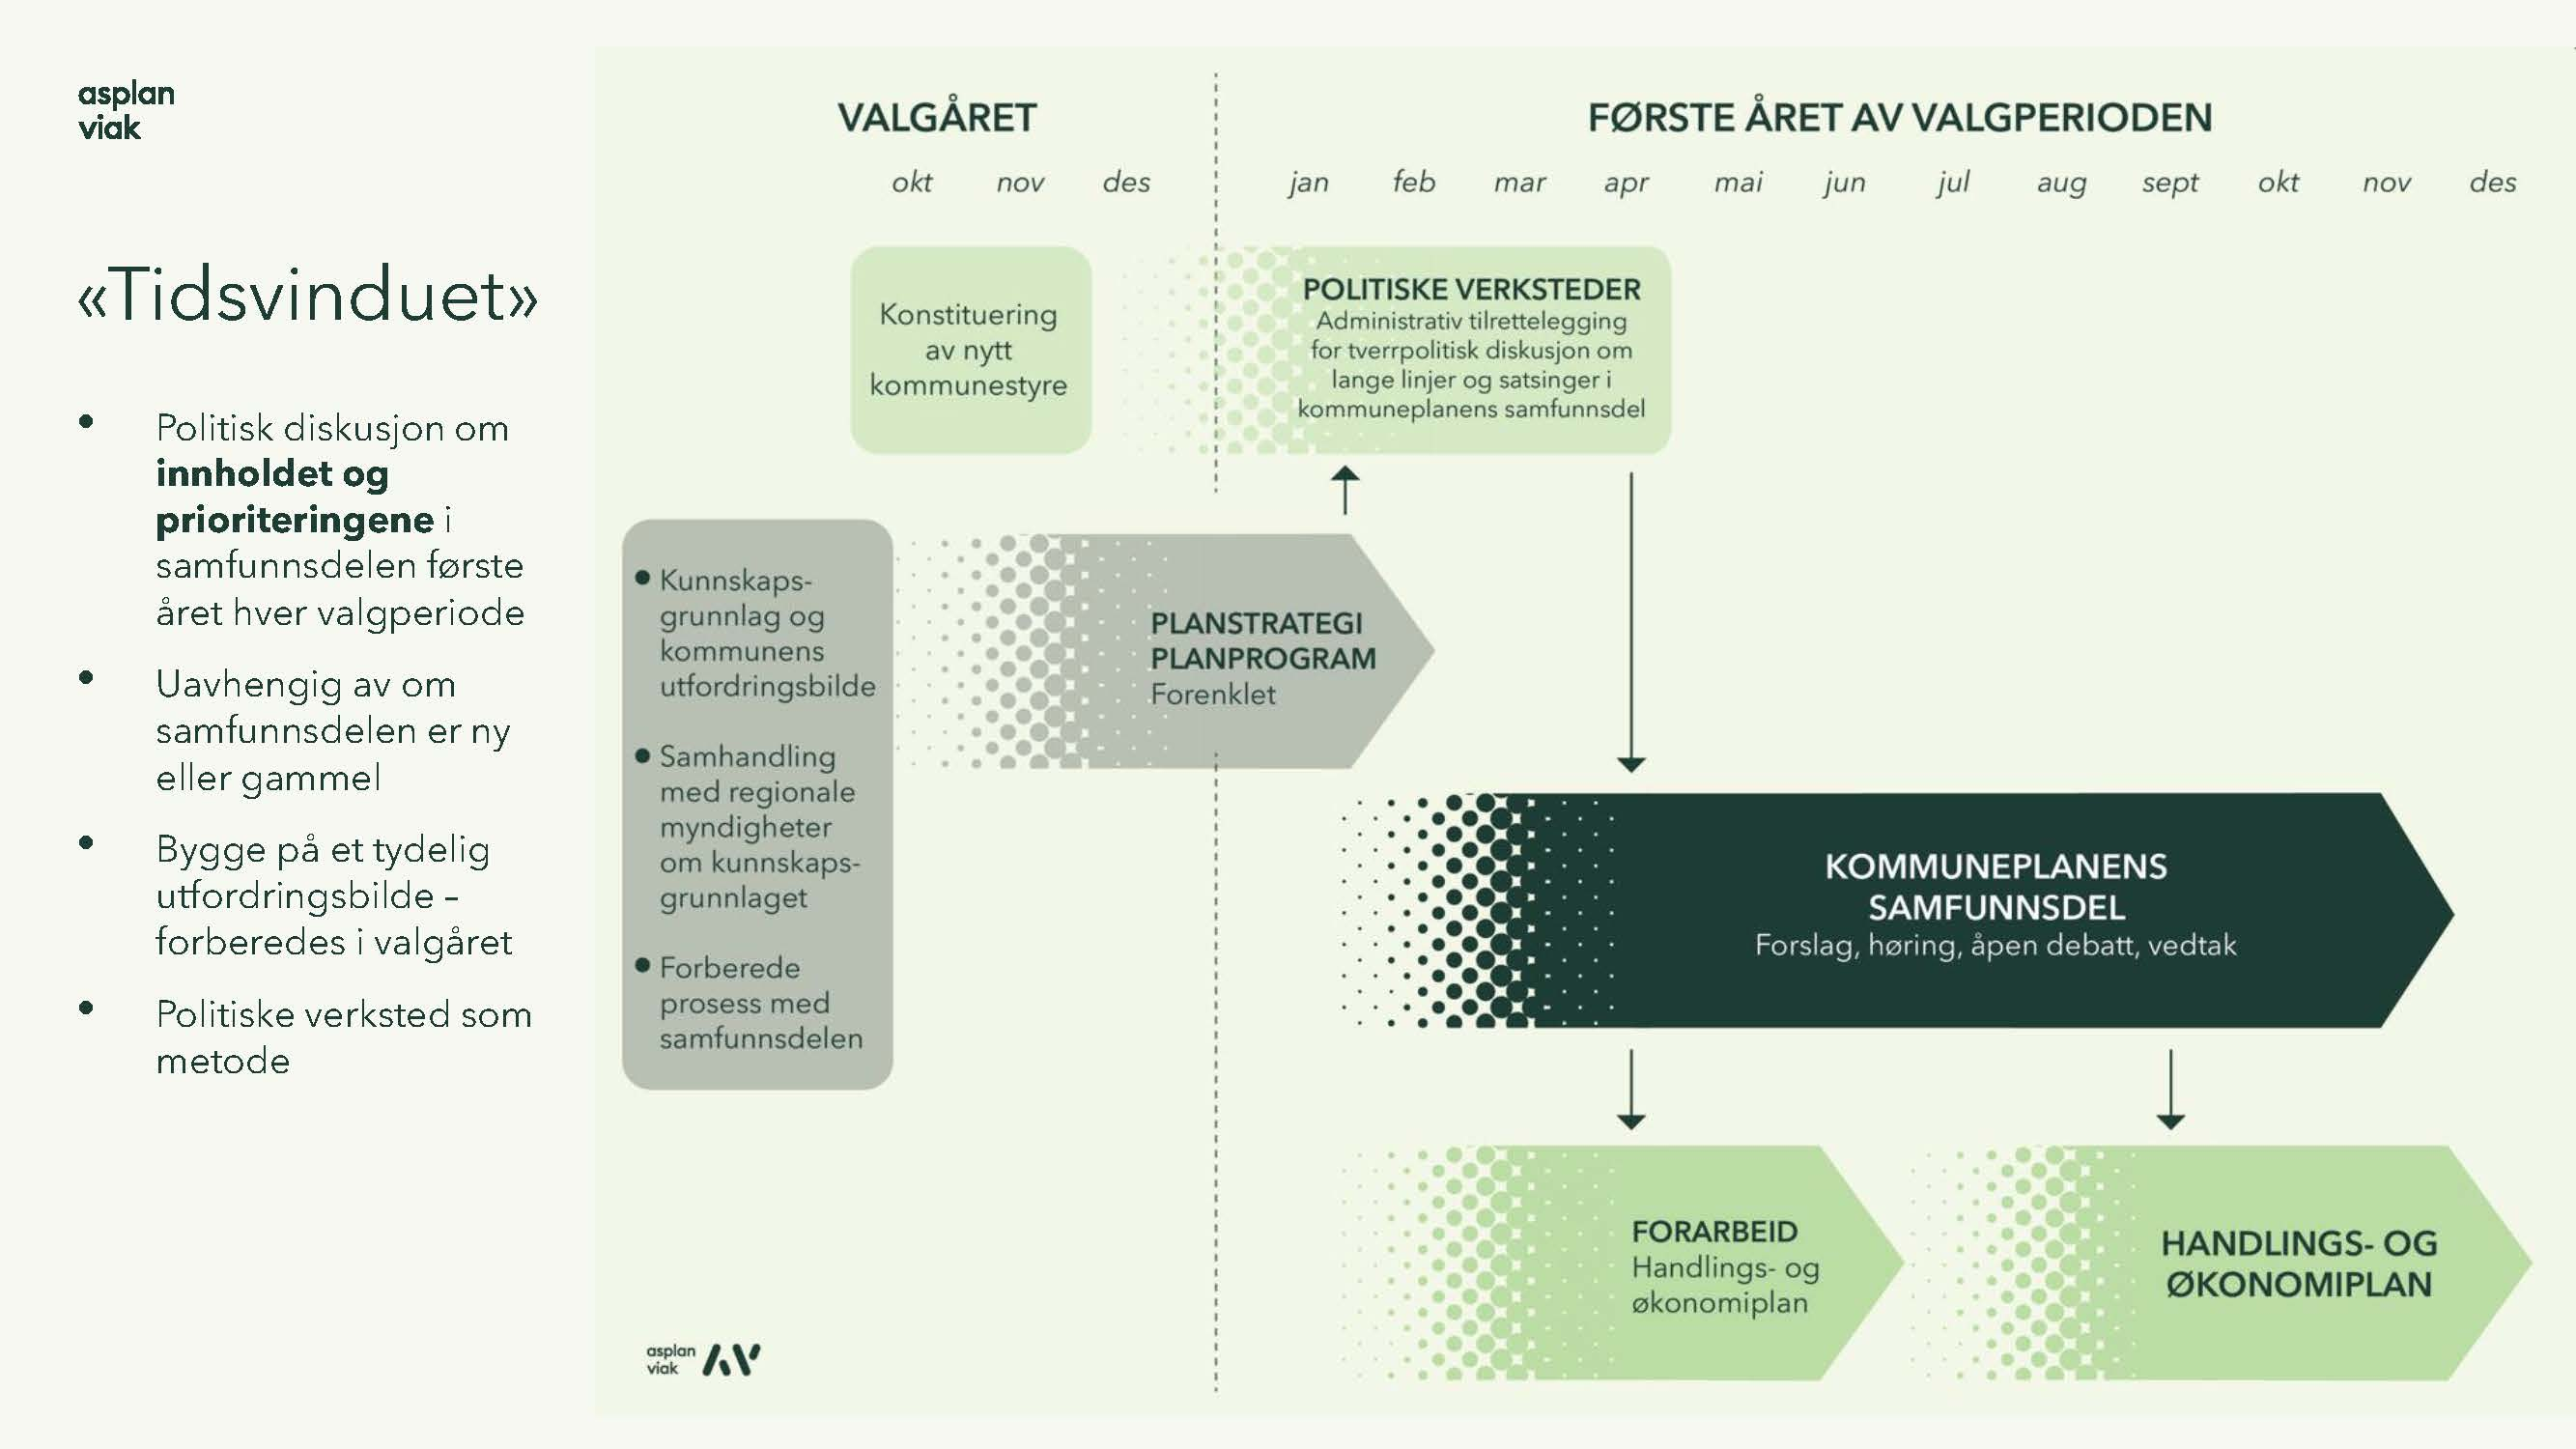 asplan
viak
«Tidsvinduet»
• Politisk diskusjon om
innholdet og
prioriteringene i
samfunnsdelen første
året hver valgperiode
• Uavhengig av om
samfunnsdelen er ny
eller gammel
• Bygge på et tydelig
utfordringsbilde –
forberedes i valgåret
• Politiske verksted som
metode
VALGÅRET
FØRSTE ÅRET AV VALGPERIODEN
okt nov des jan feb mar apr mai jun jul aug sept okt nov des
Konstituering
av nytt
kommunestyre
POLITISKE VERKSTEDER
Administrativ tilrettelegging
for tverrpolitisk diskusjon om
lange linjer og satsinger i
kommuneplanens samfunnsdel
• Kunnskaps-
grunnlag og
kommunens
utfordringsbilde
• Samhandling
med regionale
myndigheter
om kunnskaps-
grunnlaget
• Forberede
prosess med
samfunnsdelen
PLANSTRATEGI
PLANPROGRAM
Forenklet
KOMMUNEPLANENS
SAMFUNNSDEL
Forslag, høring, åpen debatt, vedtak
FORARBEID
Handlings- og
økonomiplan
HANDLINGS- OG
ØKONOMIPLAN
asplan
viak